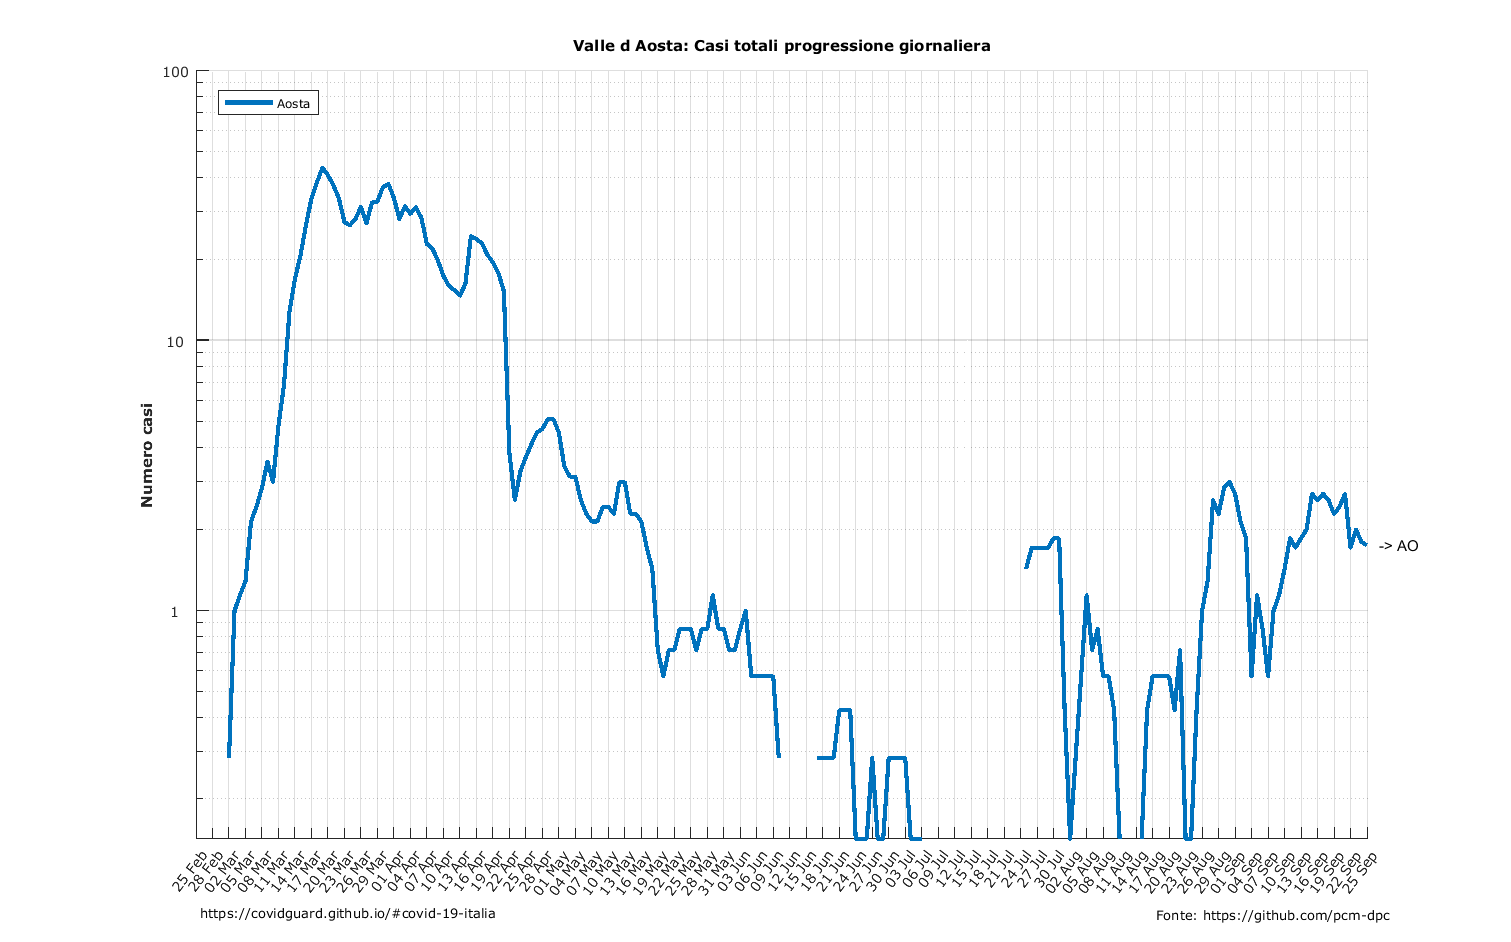 Valle d Aosta: Casi totali progressione giornaliera
100
10
1
Numero casi
Aosta
-> AO
25 Feb
28 Feb
02 Mar
05 Mar
08 Mar
11 Mar
14 Mar
17 Mar
20 Mar
23 Mar
26 Mar
29 Mar
01 Apr
04 Apr
07 Apr
10 Apr
13 Apr
16 Apr
19 Apr
22 Apr
25 Apr
28 Apr
01 May
04 May
07 May
10 May
13 May
16 May
19 May
22 May
25 May
28 May
31 May
03 Jun
06 Jun
09 Jun
12 Jun
15 Jun
18 Jun
21 Jun
24 Jun
27 Jun
30 Jun
03 Jul
06 Jul
09 Jul
12 Jul
15 Jul
18 Jul
21 Jul
24 Jul
27 Jul
30 Jul
02 Aug
05 Aug
08 Aug
11 Aug
14 Aug
17 Aug
20 Aug
23 Aug
26 Aug
29 Aug
01 Sep
04 Sep
07 Sep
10 Sep
13 Sep
16 Sep
19 Sep
22 Sep
25 Sep
https://covidguard.github.io/#covid-19-italia
Fonte: https://github.com/pcm-dpc